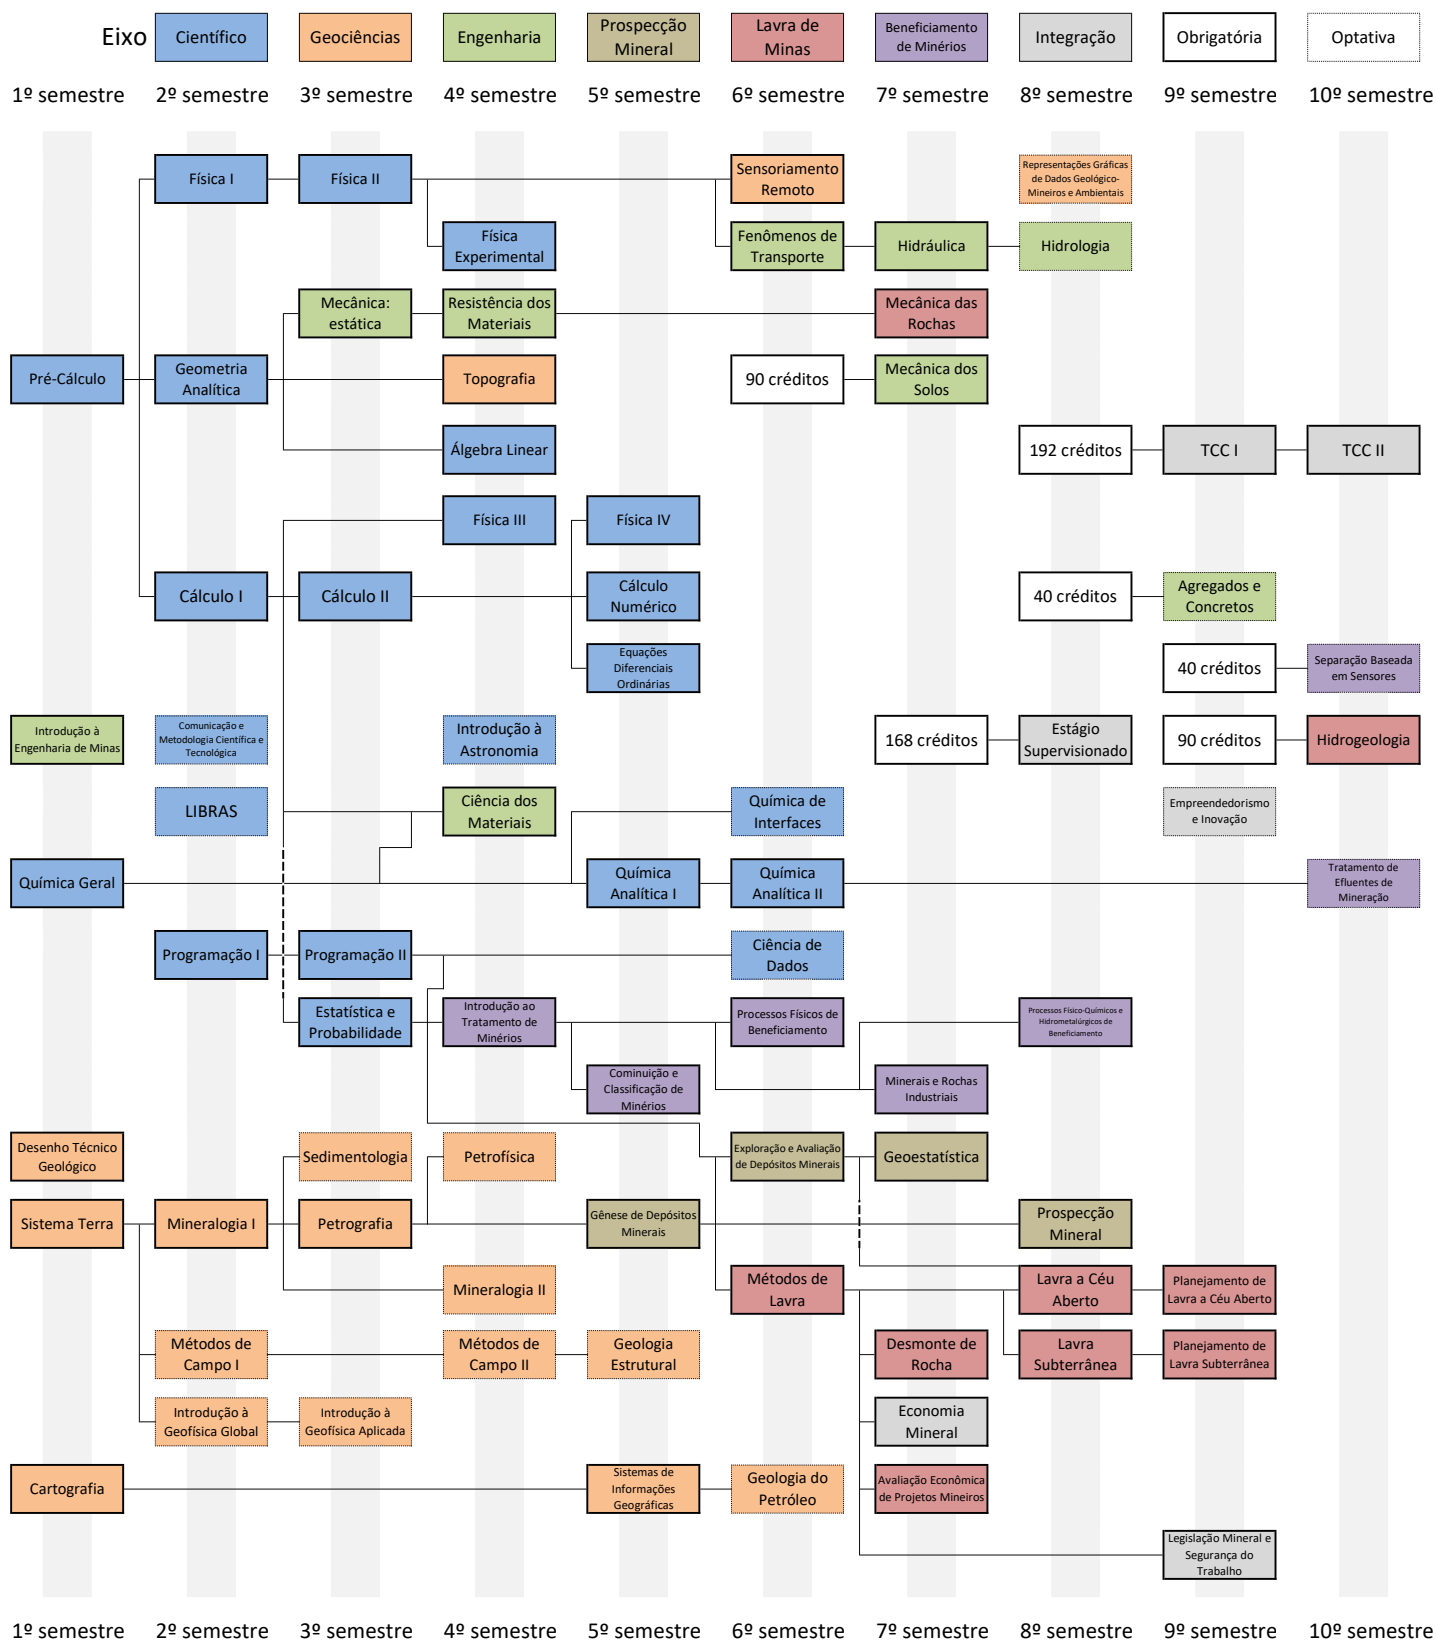 Eixo
Científico
Geociências
Engenharia
Prospecção
Mineral
Lavra de
Minas
Beneficiamento
de Minérios
Integração
Obrigatória
Optativa
1º semestre
2º semestre
3º semestre
4º semestre
5º semestre
6º semestre
7º semestre
8º semestre
9º semestre
10º semestre
Física I
Física II
Sensoriamento
Remoto
Representações Gráficas
de Dados Geológico-
Mineiros e Ambientais
Física
Experimental
Fenômenos de
Transporte
Hidráulica
Hidrologia
Mecânica:
estática
Resistência dos
Materiais
Mecânica das
Rochas
Pré-Cálculo
Geometria
Analítica
Topografia
90 créditos
Mecânica dos
Solos
Álgebra Linear
192 créditos
TCC I
TCC II
Física III
Física IV
Cálculo I
Cálculo II
Cálculo
Numérico
40 créditos
Agregados e
Concretos
Equações
Diferenciais
Ordinárias
40 créditos
Separação Baseada
em Sensores
Introdução à
Engenharia de Minas
Comunicação e
Metodologia Científica e
Tecnológica
Introdução à
Astronomia
168 créditos
Estágio
Supervisionado
90 créditos
Hidrogeologia
LIBRAS
Ciência dos
Materiais
Química de
Interfaces
Empreendedorismo
e Inovação
Química Geral
Química
Analítica I
Química
Analítica II
Tratamento de
Efluentes de
Mineração
Programação I
Programação II
Ciência de
Dados
Estatística e
Probabilidade
Introdução ao
Tratamento de
Minérios
Processos Físicos de
Beneficiamento
Processos Físico-Químicos e
Hidrometalúrgicos de
Beneficiamento
Cominuição e
Classificação de
Minérios
Minerais e Rochas
Industriais
Desenho Técnico
Geológico
Sedimentologia
Petrofísica
Exploração e Avaliação
de Depósitos Minerais
Geoestatística
Sistema Terra
Mineralogia I
Petrografia
Gênese de Depósitos
Minerais
Prospecção
Mineral
Mineralogia II
Métodos de
Lavra
Lavra a Céu
Aberto
Planejamento de
Lavra a Céu Aberto
Métodos de
Campo I
Métodos de
Campo II
Geologia
Estrutural
Desmonte de
Rocha
Lavra
Subterrânea
Planejamento de
Lavra Subterrânea
Introdução à
Geofísica Global
Introdução à
Geofísica Aplicada
Economia
Mineral
Cartografia
Sistemas de
Informações
Geográficas
Geologia do
Petróleo
Avaliação Econômica
de Projetos Mineiros
Legislação Mineral e
Segurança do
Trabalho
1º semestre
2º semestre
3º semestre
4º semestre
5º semestre
6º semestre
7º semestre
8º semestre
9º semestre
10º semestre